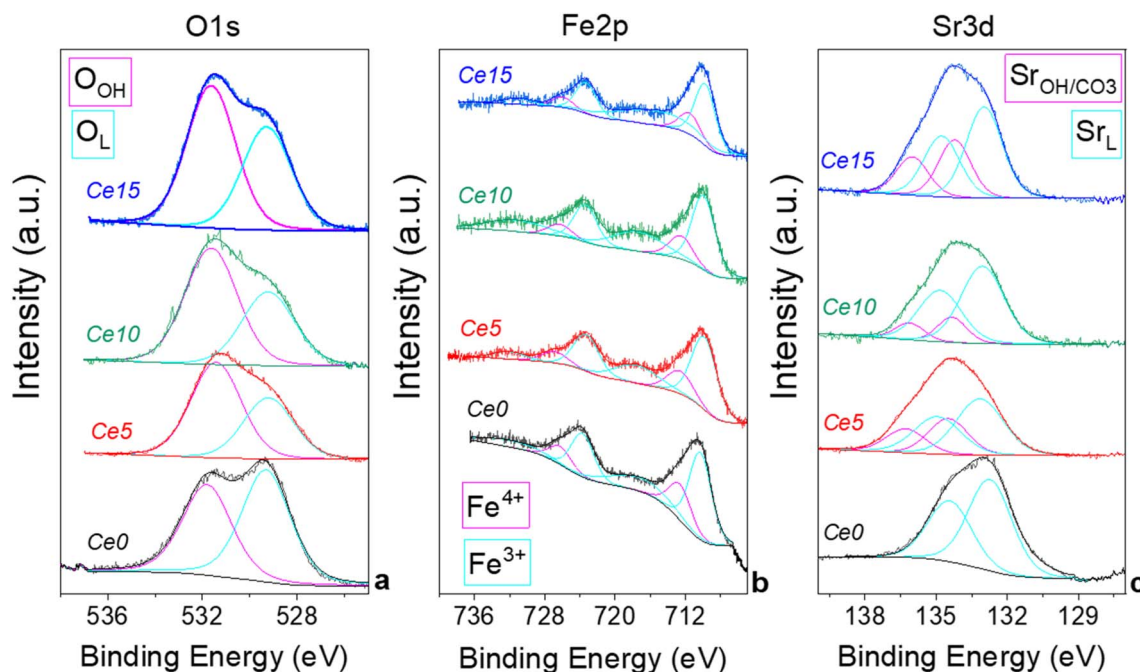 O1s
Fe2p
Sr3d
Intensity (a.u.)
O_OH
O_L
Ce15
Ce10
Ce5
Ce0
a
536 532 528
Binding Energy (eV)
Intensity (a.u.)
Ce15
Ce10
Ce5
Ce0
Fe⁴⁺
Fe³⁺
b
736 728 720 712
Binding Energy (eV)
Intensity (a.u.)
Sr_OH/CO3
Sr_L
Ce15
Ce10
Ce5
Ce0
c
138 135 132 129
Binding Energy (eV)